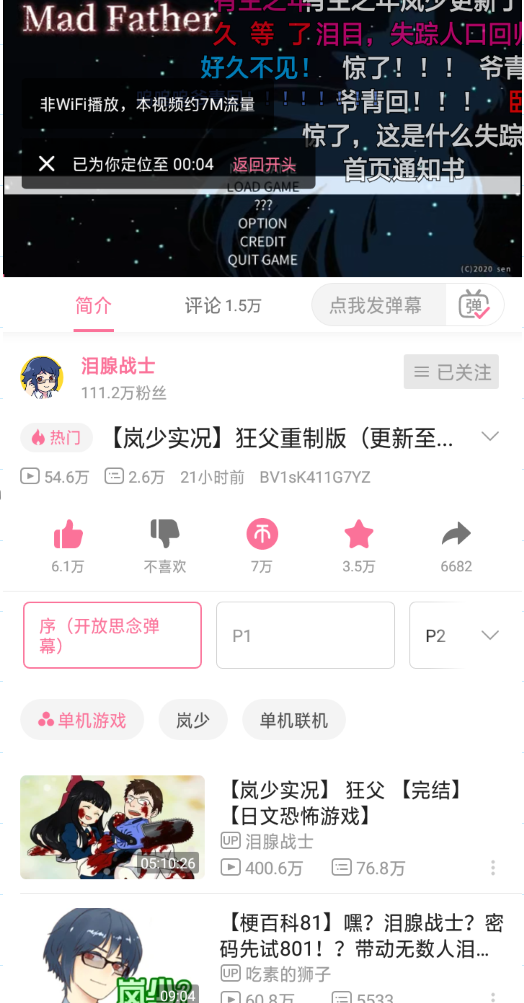 Mad Father
有生之年
有生之年岚少更新了
久 等 了
泪目，失踪人口回归
好久不见！
惊了！！！
爷青
非WiFi播放，本视频约7M流量
！！！！！！！
爷青回！！！
惊了，这是什么失踪
已为你定位至 00:04
返回开头
首页通知书
LOAD GAME
???
OPTION
CREDIT
QUIT GAME
(C)2020 sen
简介
评论 1.5万
点我发弹幕
弹
泪腺战士
111.2万粉丝
已关注
热门
【岚少实况】狂父重制版（更新至...
54.6万
2.6万
21小时前
BV1sK411G7YZ
6.1万
不喜欢
7万
3.5万
6682
序（开放思念弹
幕）
P1
P2
单机游戏
岚少
单机联机
05:10:26
【岚少实况】 狂父 【完结】
【日文恐怖游戏】
UP 泪腺战士
400.6万
76.8万
岚少?
09:04
【梗百科81】嘿？泪腺战士？密
码先试801！？带动无数人泪...
UP 吃素的狮子
60.8万
5533